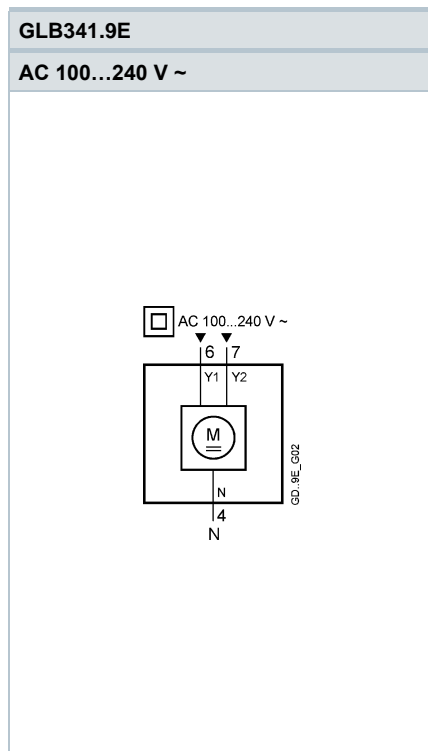 GLB341.9E
AC 100…240 V ~
AC 100...240 V ~
6 7
Y1 Y2
M
N
4
N
GD..9E_G02